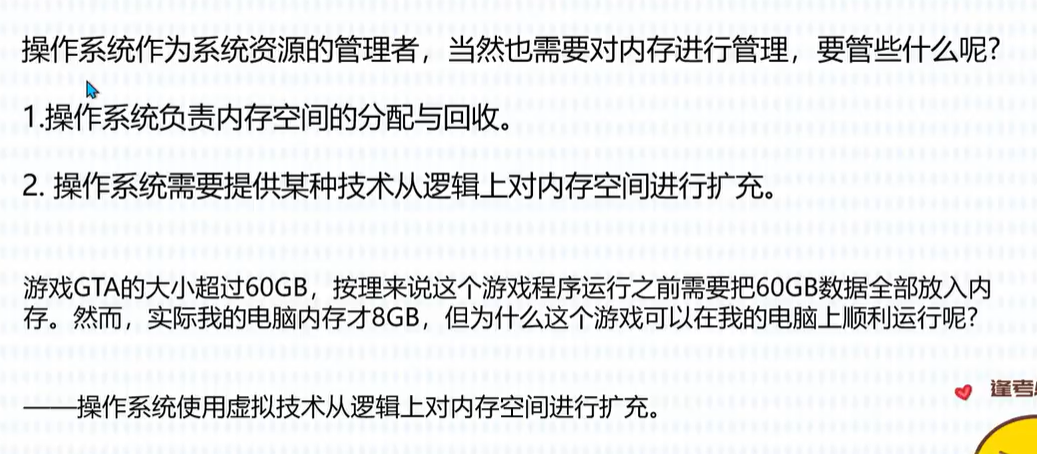 操作系统作为系统资源的管理者，当然也需要对内存进行管理，要管些什么呢？
1.操作系统负责内存空间的分配与回收。
2. 操作系统需要提供某种技术从逻辑上对内存空间进行扩充。
游戏GTA的大小超过60GB，按理来说这个游戏程序运行之前需要把60GB数据全部放入内
存。然而，实际我的电脑内存才8GB，但为什么这个游戏可以在我的电脑上顺利运行呢？
——操作系统使用虚拟技术从逻辑上对内存空间进行扩充。